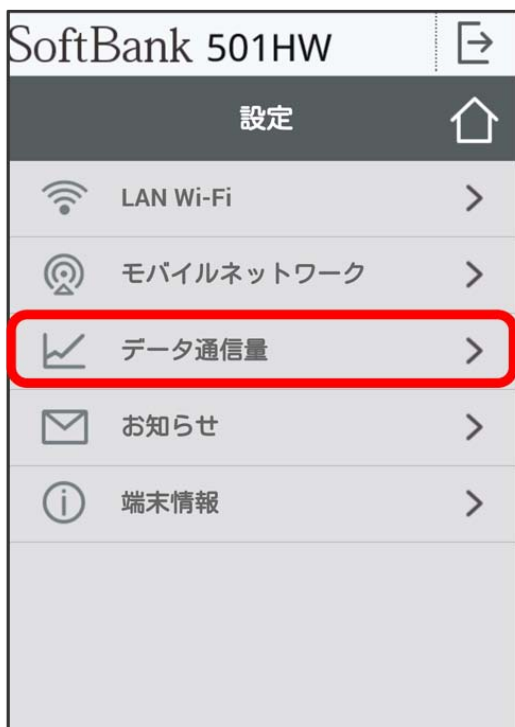 SoftBank 501HW
設定
LAN Wi-Fi
モバイルネットワーク
データ通信量
お知らせ
端末情報